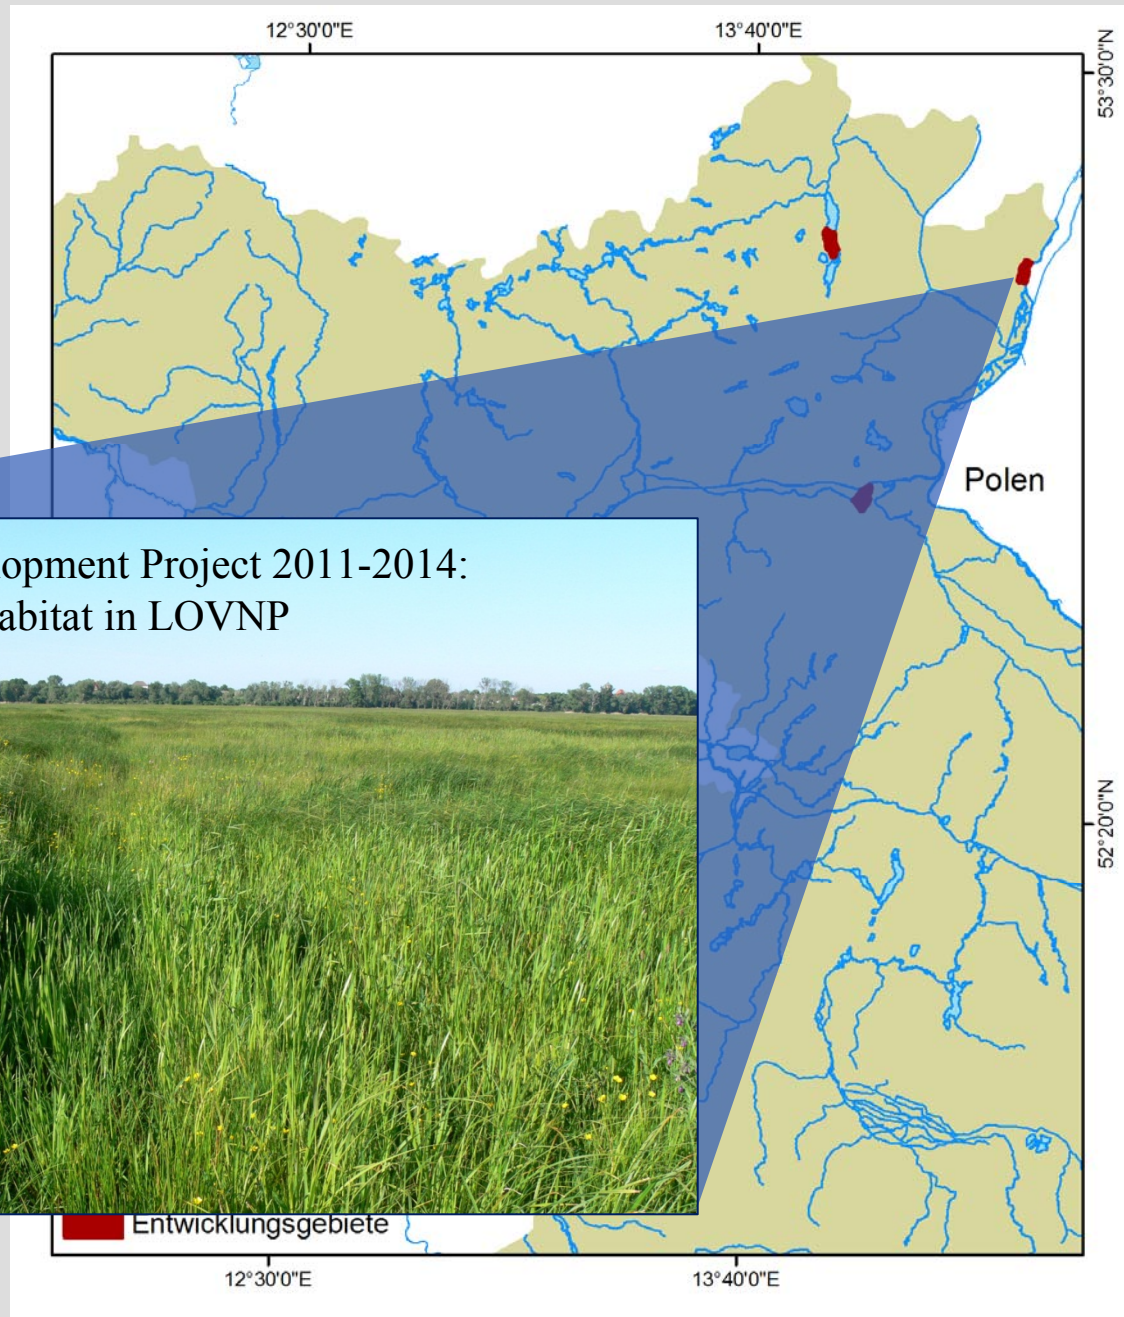 12°30'0"E
13°40'0"E
53°30'0"N
Polen
opment Project 2011-2014:
abitat in LOVNP
52°20'0"N
Entwicklungsgebiete
12°30'0"E
13°40'0"E